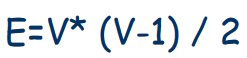 E=V* (V-1) / 2